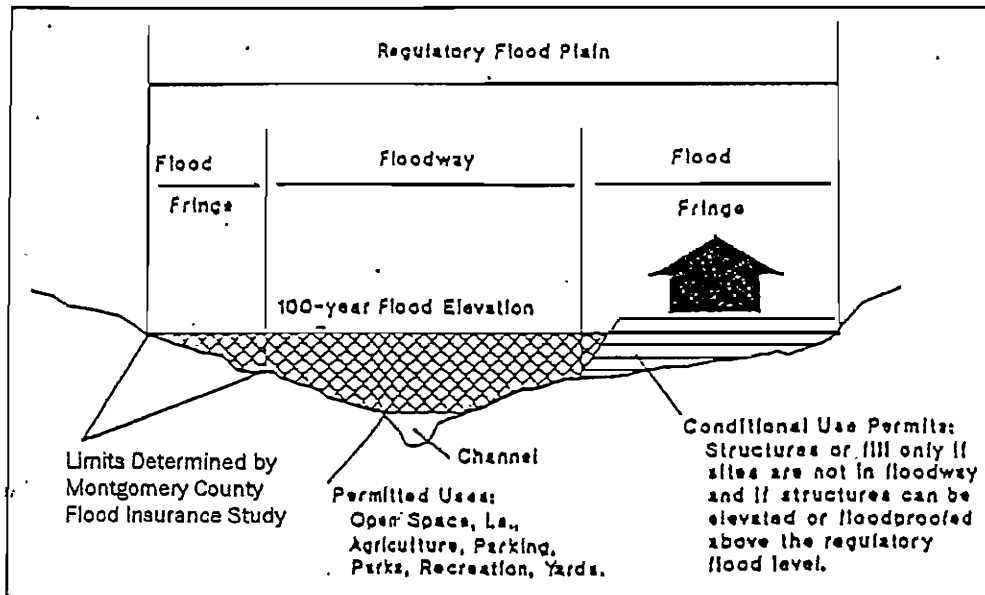 Regulatory Flood Plain
Flood
Fringe
Floodway
Flood
Fringe
100-year Flood Elevation
Channel
Limits Determined by
Montgomery County
Flood Insurance Study
Permitted Uses:
Open Space, i.e.,
Agriculture, Parking,
Parks, Recreation, Yards.
Conditional Use Permits:
Structures or fill only if
sites are not in floodway
and if structures can be
elevated or floodproofed
above the regulatory
flood level.